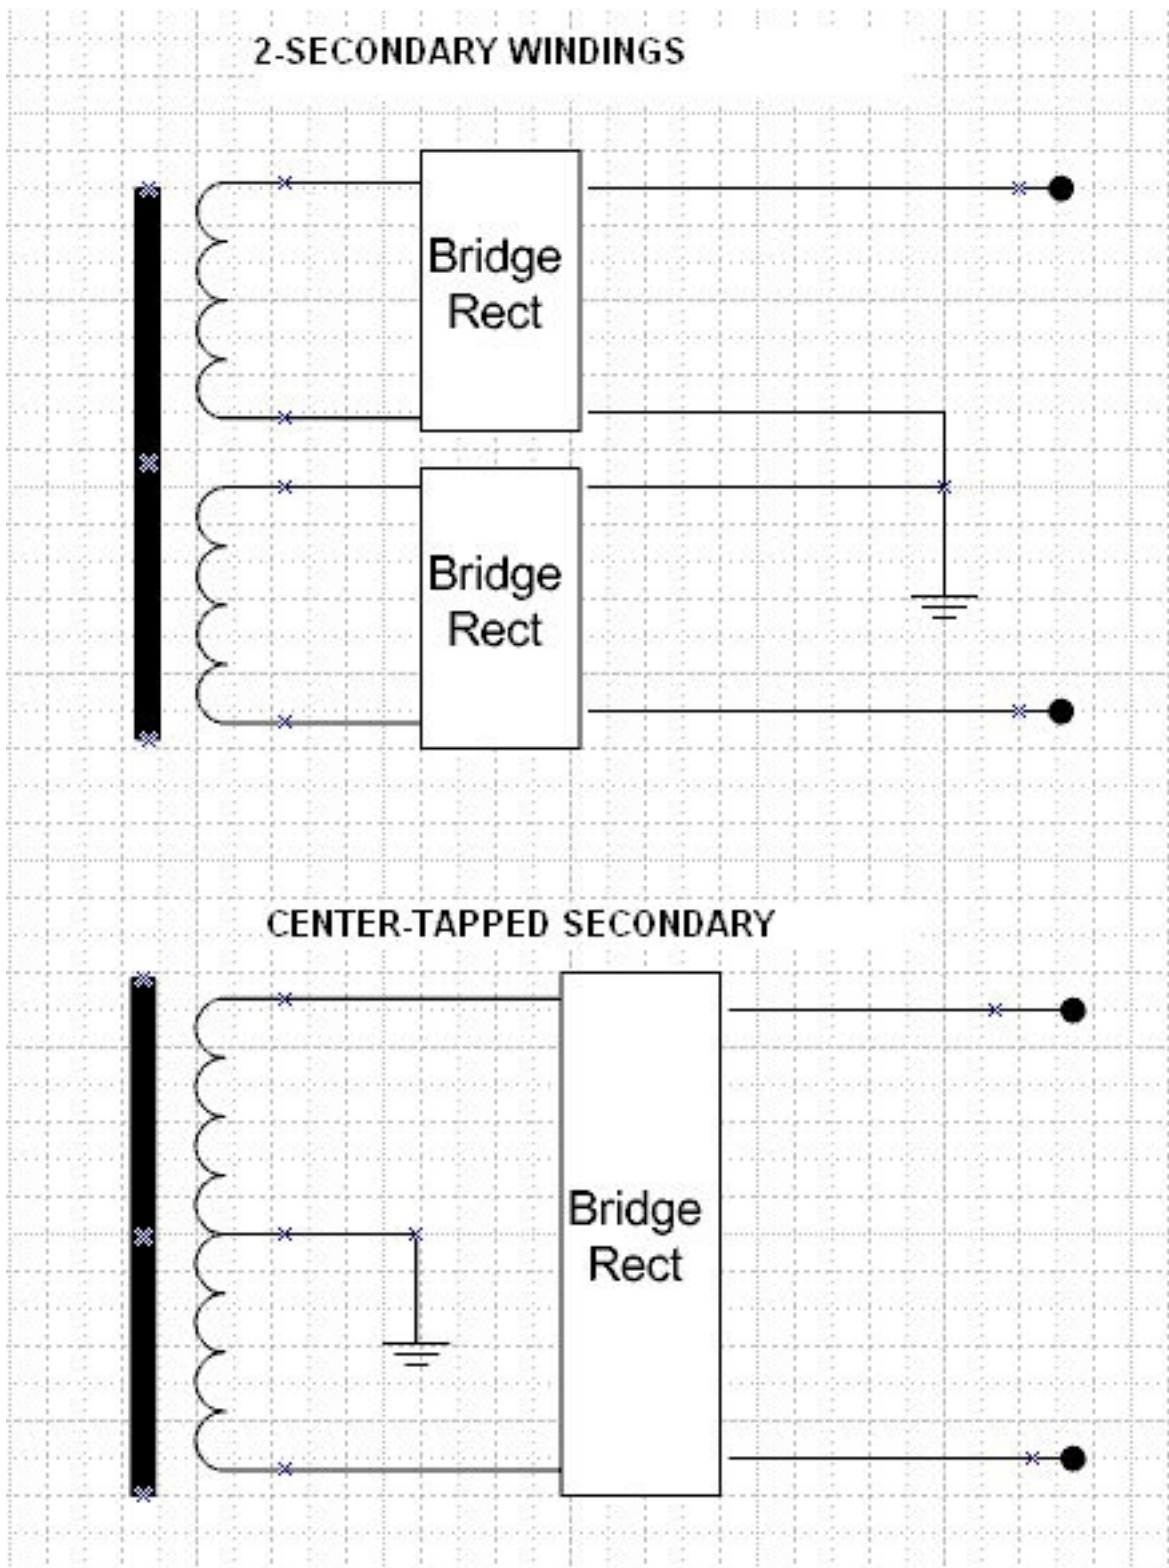 2-SECONDARY WINDINGS
Bridge
Rect
Bridge
Rect
CENTER-TAPPED SECONDARY
Bridge
Rect